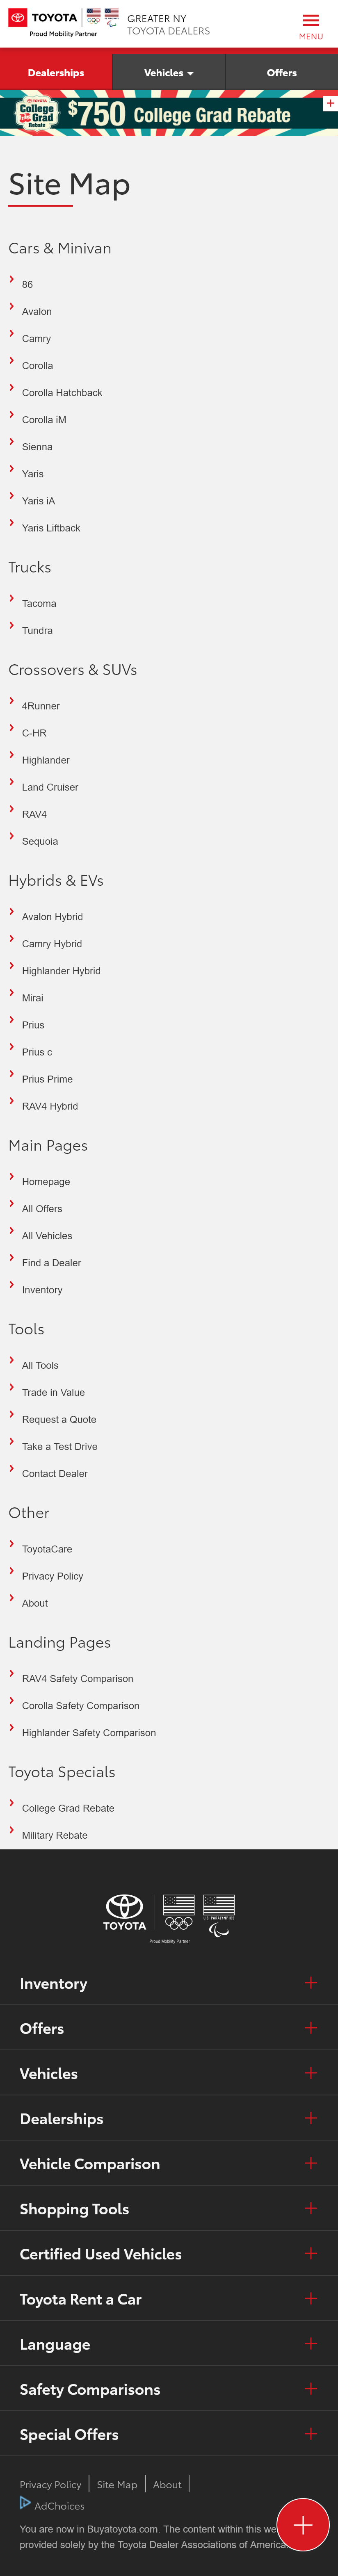 TOYOTA
Proud Mobility Partner
GREATER NY
TOYOTA DEALERS
MENU
Dealerships
Vehicles
Offers
TOYOTA
College Grad Rebate
$750 College Grad Rebate
Site Map
Cars & Minivan
86
Avalon
Camry
Corolla
Corolla Hatchback
Corolla iM
Sienna
Yaris
Yaris iA
Yaris Liftback
Trucks
Tacoma
Tundra
Crossovers & SUVs
4Runner
C-HR
Highlander
Land Cruiser
RAV4
Sequoia
Hybrids & EVs
Avalon Hybrid
Camry Hybrid
Highlander Hybrid
Mirai
Prius
Prius c
Prius Prime
RAV4 Hybrid
Main Pages
Homepage
All Offers
All Vehicles
Find a Dealer
Inventory
Tools
All Tools
Trade in Value
Request a Quote
Take a Test Drive
Contact Dealer
Other
ToyotaCare
Privacy Policy
About
Landing Pages
RAV4 Safety Comparison
Corolla Safety Comparison
Highlander Safety Comparison
Toyota Specials
College Grad Rebate
Military Rebate
TOYOTA
U.S. PARALYMPICS
Proud Mobility Partner
Inventory
Offers
Vehicles
Dealerships
Vehicle Comparison
Shopping Tools
Certified Used Vehicles
Toyota Rent a Car
Language
Safety Comparisons
Special Offers
Privacy Policy
Site Map
About
AdChoices
You are now in Buyatoyota.com. The content within this
provided solely by the Toyota Dealer Associations of America